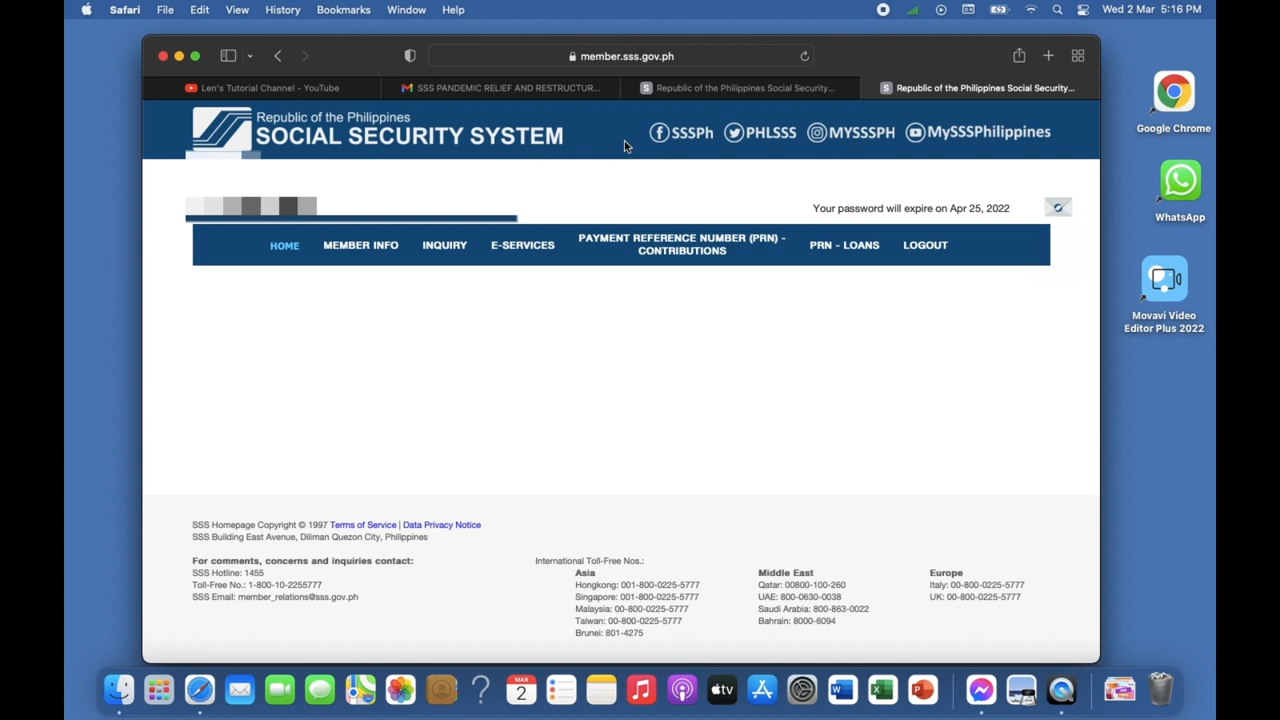 Safari File Edit View History Bookmarks Window Help Wed 2 Mar 5:16 PM
member.sss.gov.ph
Len's Tutorial Channel - YouTube
SSS PANDEMIC RELIEF AND RESTRUCTUR...
S Republic of the Philippines Social Security...
S Republic of the Philippines Social Security...
Google Chrome
Republic of the Philippines
SOCIAL SECURITY SYSTEM
SSSPh PHLSSS MYSSSPH MySSSPhilippines
WhatsApp
Your password will expire on Apr 25, 2022
HOME MEMBER INFO INQUIRY E-SERVICES
PAYMENT REFERENCE NUMBER (PRN) -
CONTRIBUTIONS
PRN - LOANS LOGOUT
Movavi Video
Editor Plus 2022
SSS Homepage Copyright © 1997 Terms of Service | Data Privacy Notice
SSS Building East Avenue, Diliman Quezon City, Philippines
For comments, concerns and inquiries contact:
SSS Hotline: 1455
Toll-Free No.: 1-800-10-2255777
SSS Email: member_relations@sss.gov.ph
International Toll-Free Nos.:
Asia
Hongkong: 001-800-0225-5777
Singapore: 001-800-0225-5777
Malaysia: 00-800-0225-5777
Taiwan: 00-800-0225-5777
Brunei: 801-4275
Middle East
Qatar: 00800-100-260
UAE: 800-0630-0038
Saudi Arabia: 800-863-0022
Bahrain: 8000-6094
Europe
Italy: 00-800-0225-5777
UK: 00-800-0225-5777
MAR
2
tv
W
X
P